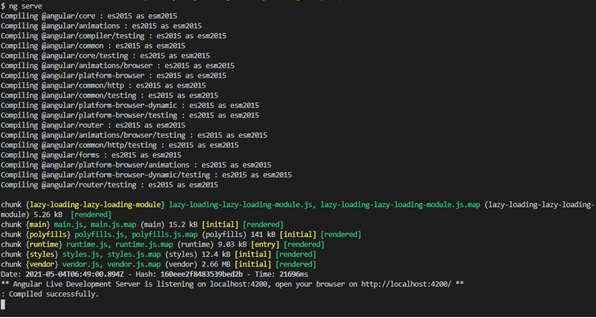 $ ng serve
Compiling @angular/core : es2015 as esm2015
Compiling @angular/animations : es2015 as esm2015
Compiling @angular/compiler/testing : es2015 as esm2015
Compiling @angular/common : es2015 as esm2015
Compiling @angular/core/testing : es2015 as esm2015
Compiling @angular/animations/browser : es2015 as esm2015
Compiling @angular/platform-browser : es2015 as esm2015
Compiling @angular/common/http : es2015 as esm2015
Compiling @angular/common/testing : es2015 as esm2015
Compiling @angular/platform-browser-dynamic : es2015 as esm2015
Compiling @angular/platform-browser/testing : es2015 as esm2015
Compiling @angular/router : es2015 as esm2015
Compiling @angular/animations/browser/testing : es2015 as esm2015
Compiling @angular/common/http/testing : es2015 as esm2015
Compiling @angular/forms : es2015 as esm2015
Compiling @angular/platform-browser/animations : es2015 as esm2015
Compiling @angular/platform-browser-dynamic/testing : es2015 as esm2015
Compiling @angular/router/testing : es2015 as esm2015
chunk {lazy-loading-lazy-loading-module} lazy-loading-lazy-loading-module.js, lazy-loading-lazy-loading-module.js.map (lazy-loading-lazy-loading-
module) 5.26 kB [rendered]
chunk {main} main.js, main.js.map (main) 15.2 kB [initial] [rendered]
chunk {polyfills} polyfills.js, polyfills.js.map (polyfills) 141 kB [initial] [rendered]
chunk {runtime} runtime.js, runtime.js.map (runtime) 9.03 kB [entry] [rendered]
chunk {styles} styles.js, styles.js.map (styles) 12.4 kB [initial] [rendered]
chunk {vendor} vendor.js, vendor.js.map (vendor) 2.66 MB [initial] [rendered]
Date: 2021-05-04T06:49:00.894Z - Hash: 160eee2f8483539bed2b - Time: 21696ms
** Angular Live Development Server is listening on localhost:4200, open your browser on http://localhost:4200/ **
: Compiled successfully.